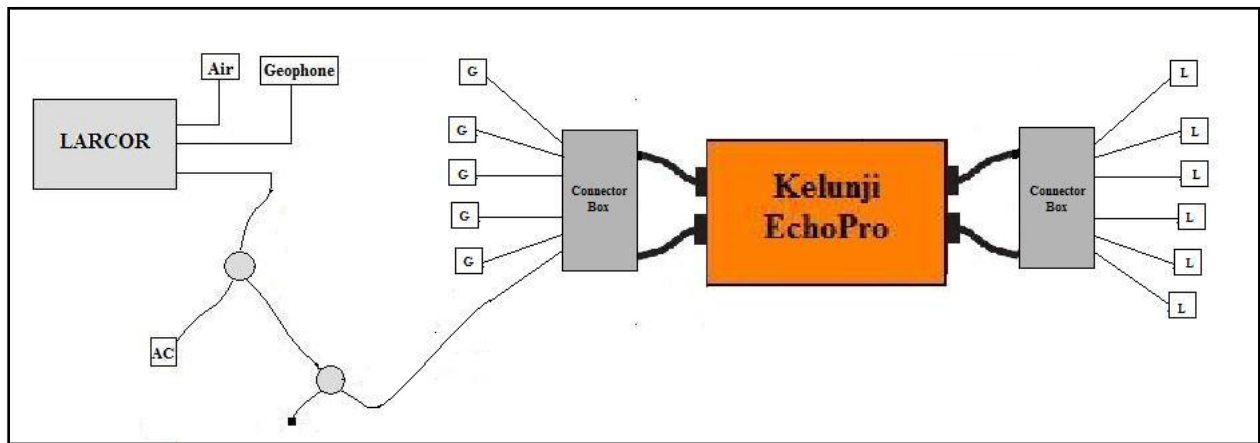 Air
Geophone
LARCOR
AC
G
G
G
G
G
Connector
Box
Kelunji
EchoPro
Connector
Box
L
L
L
L
L
L